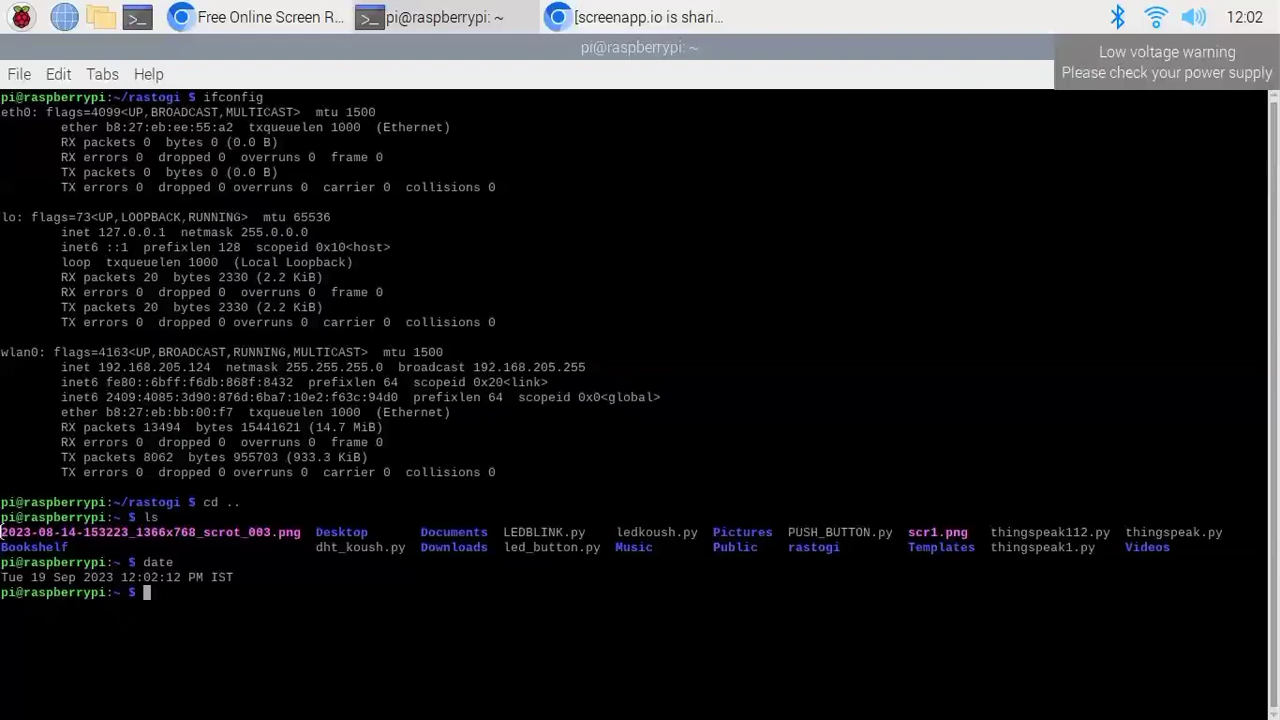 Free Online Screen R...
pi@raspberrypi: ~
[screenapp.io is shari...
12:02
pi@raspberrypi: ~
Low voltage warning
Please check your power supply
File Edit Tabs Help
pi@raspberrypi:~/rastogi $ ifconfig
eth0: flags=4099<UP,BROADCAST,MULTICAST>  mtu 1500
        ether b8:27:eb:ee:55:a2  txqueuelen 1000  (Ethernet)
        RX packets 0  bytes 0 (0.0 B)
        RX errors 0  dropped 0  overruns 0  frame 0
        TX packets 0  bytes 0 (0.0 B)
        TX errors 0  dropped 0 overruns 0  carrier 0  collisions 0
lo: flags=73<UP,LOOPBACK,RUNNING>  mtu 65536
        inet 127.0.0.1  netmask 255.0.0.0
        inet6 ::1  prefixlen 128  scopeid 0x10<host>
        loop  txqueuelen 1000  (Local Loopback)
        RX packets 20  bytes 2330 (2.2 KiB)
        RX errors 0  dropped 0  overruns 0  frame 0
        TX packets 20  bytes 2330 (2.2 KiB)
        TX errors 0  dropped 0 overruns 0  carrier 0  collisions 0
wlan0: flags=4163<UP,BROADCAST,RUNNING,MULTICAST>  mtu 1500
        inet 192.168.205.124  netmask 255.255.255.0  broadcast 192.168.205.255
        inet6 fe80::6bff:f6db:868f:8432  prefixlen 64  scopeid 0x20<link>
        inet6 2409:4085:3d90:876d:6ba7:10e2:f63c:94d0  prefixlen 64  scopeid 0x0<global>
        ether b8:27:eb:bb:00:f7  txqueuelen 1000  (Ethernet)
        RX packets 13494  bytes 15441621 (14.7 MiB)
        RX errors 0  dropped 0  overruns 0  frame 0
        TX packets 8062  bytes 955703 (933.3 KiB)
        TX errors 0  dropped 0 overruns 0  carrier 0  collisions 0
pi@raspberrypi:~/rastogi $ cd ..
pi@raspberrypi:~ $ ls
2023-08-14-153223_1366x768_scrot_003.png  Desktop  Documents  LEDBLINK.py  ledkoush.py  Pictures  PUSH_BUTTON.py  scr1.png  thingspeak112.py  thingspeak.py
Bookshelf  dht_koush.py  Downloads  led_button.py  Music  Public  rastogi  Templates  thingspeak1.py  Videos
pi@raspberrypi:~ $ date
Tue 19 Sep 2023 12:02:12 PM IST
pi@raspberrypi:~ $